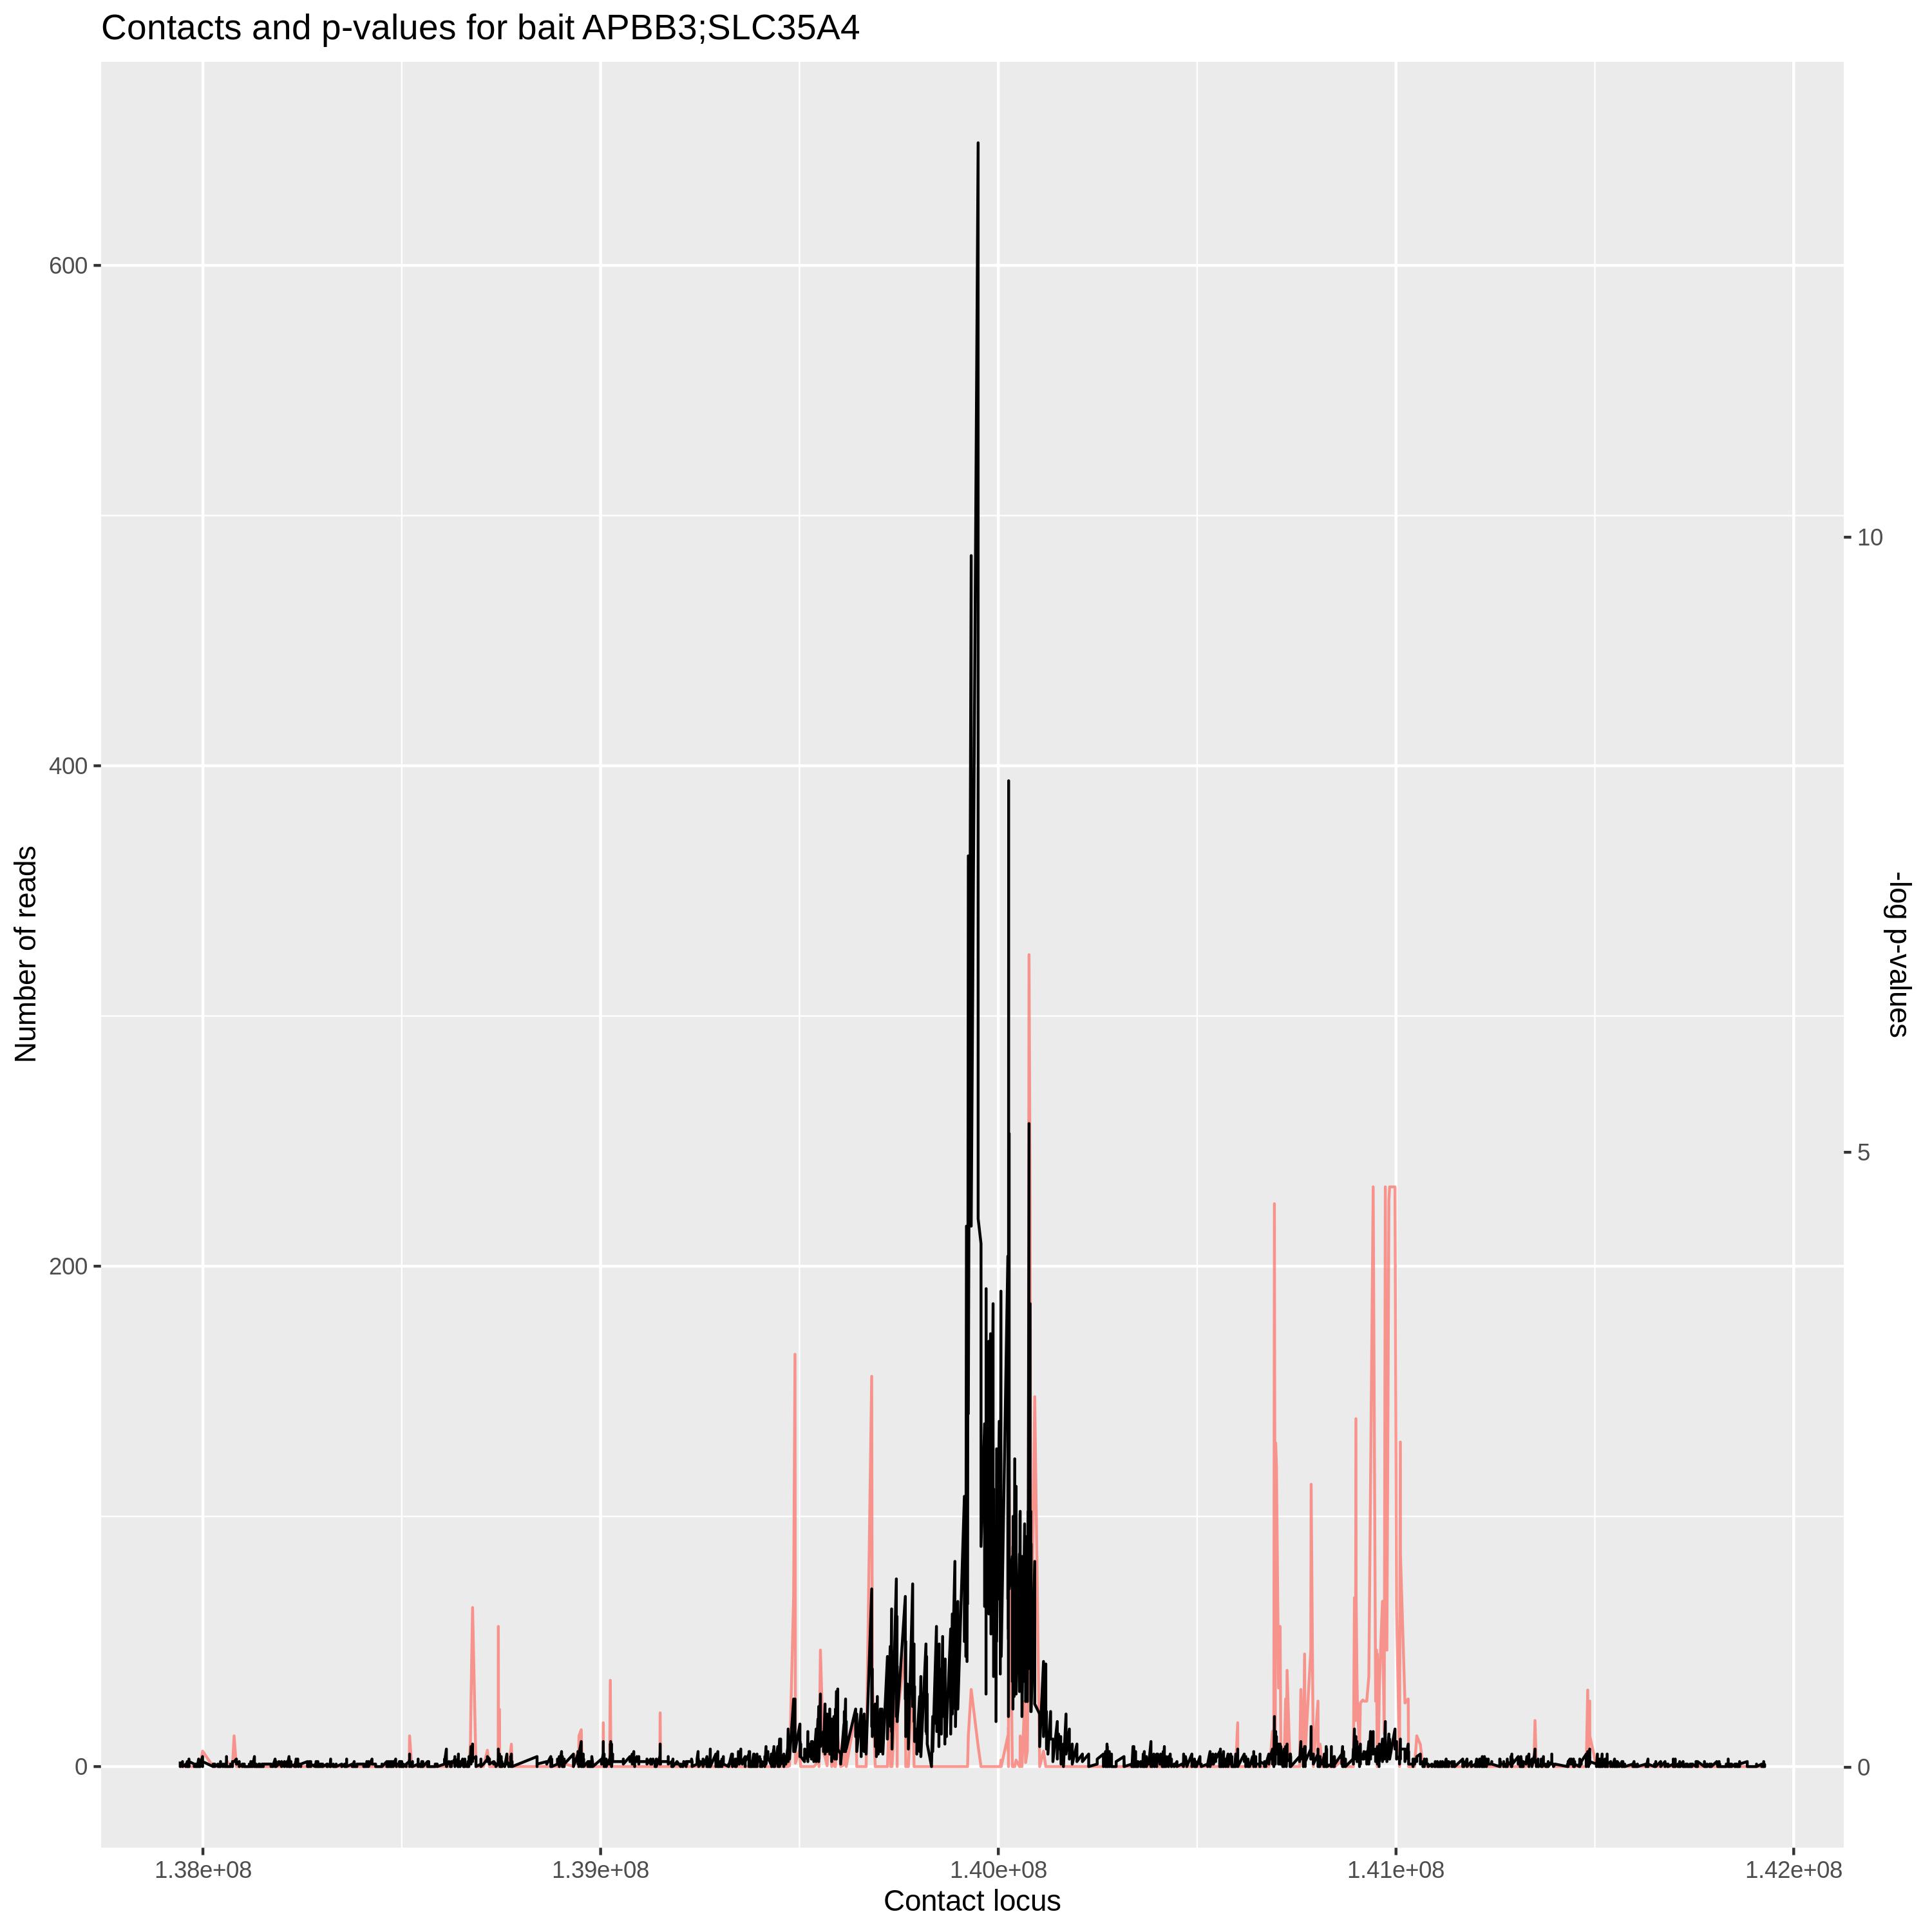 Contacts and p-values for bait APBB3;SLC35A4
600
400
200
0
Number of reads
10
5
0
-log p-values
1.38e+08
1.39e+08
1.40e+08
1.41e+08
1.42e+08
Contact locus